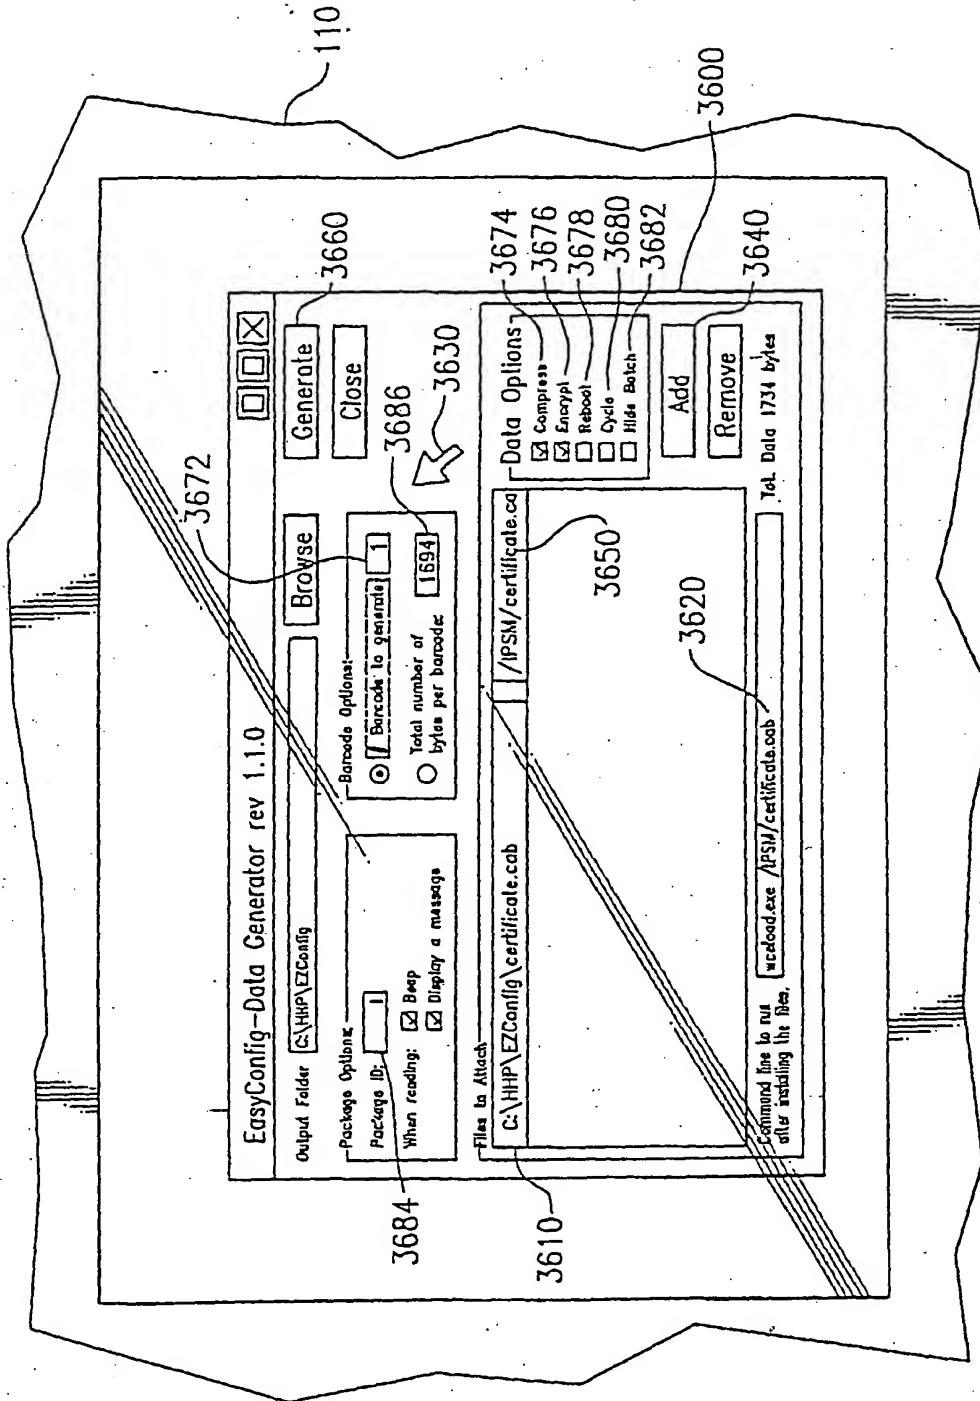 110
EasyConfig-Data Generator rev 1.1.0
Output Folder C:\HHP\EZConfig Browse Generate 3660
Close
3672
3686
3630
Package Options:
Package ID: 1
When reading: Beep
Display a message
3684
Barcode Options:
Barcode to generate 1
Total number of
bytes per barcode: 1694
3600
Files to Attach
C:\HHP\EZConfig\certificate.cab /IPSM/certificate.ca
3610
3650
Data Options
Compress 3674
Encrypt 3676
Reboot 3678
Cycle 3680
Hide Batch 3682
Add 3640
Remove
3620
Command line to run
after installing the files.
wceload.exe /IPSM/certificate.cab
Tot. Data 1734 bytes